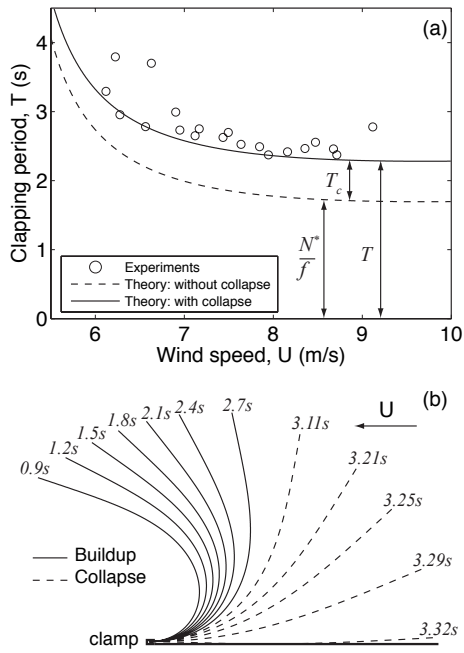 (a)
Clapping period, T (s)
4
3
2
1
0
T_c
N*
f
T
Experiments
Theory: without collapse
Theory: with collapse
6
7
8
9
10
Wind speed, U (m/s)
(b)
U
0.9s
1.2s
1.5s
1.8s
2.1s
2.4s
2.7s
3.11s
3.21s
3.25s
3.29s
3.32s
Buildup
Collapse
clamp